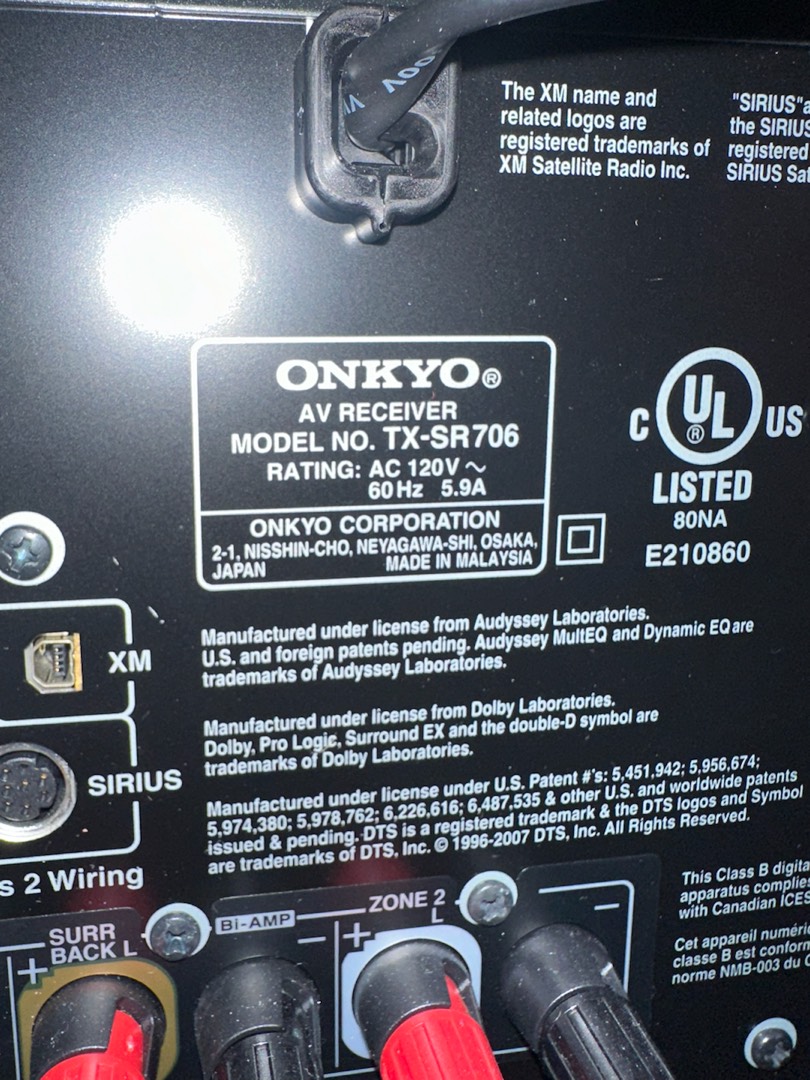 The XM name and
related logos are
registered trademarks of
XM Satellite Radio Inc.
"SIRIUS"
the SIRIUS
registered
SIRIUS
ONKYO®
AV RECEIVER
MODEL NO. TX-SR706
RATING: AC 120V ~
60Hz 5.9A
ONKYO CORPORATION
2-1, NISSHIN-CHO, NEYAGAWA-SHI, OSAKA,
JAPAN MADE IN MALAYSIA
C UL® US
LISTED
80NA
E210860
XM
SIRIUS
Manufactured under license from Audyssey Laboratories.
U.S. and foreign patents pending. Audyssey MultEQ and Dynamic EQ are
trademarks of Audyssey Laboratories.
Manufactured under license from Dolby Laboratories.
Dolby, Pro Logic, Surround EX and the double-D symbol are
trademarks of Dolby Laboratories.
Manufactured under license under U.S. Patent #'s: 5,451,942; 5,956,674;
5,974,380; 5,978,762; 6,226,616; 6,487,535 & other U.S. and worldwide patents
issued & pending. DTS is a registered trademark & the DTS logos and Symbol
are trademarks of DTS, Inc. © 1996-2007 DTS, Inc. All Rights Reserved.
s 2 Wiring
This Class B digita
apparatus complies
with Canadian ICES
Cet appareil numéri
classe B est conform
norme NMB-003 du
SURR
BACK L
+
Bi-AMP
ZONE 2
L
−
+
−